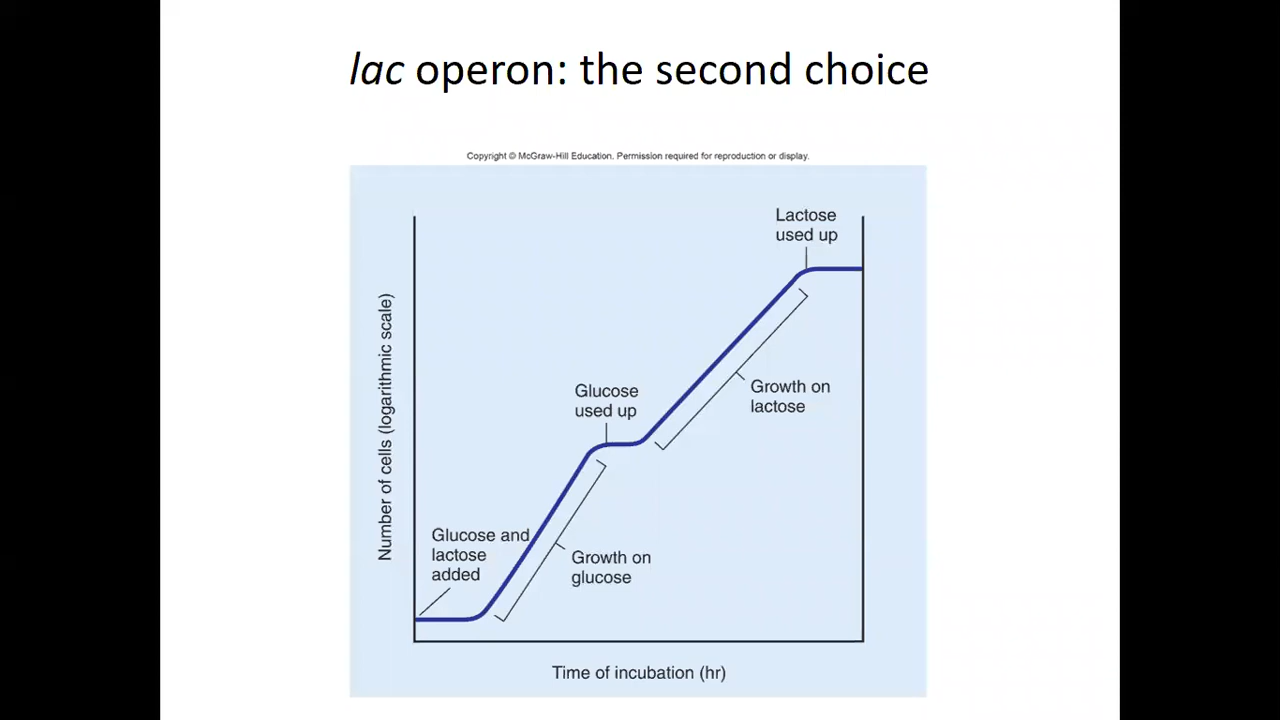 lac operon: the second choice
Copyright © McGraw-Hill Education. Permission required for reproduction or display.
Lactose
used up
Number of cells (logarithmic scale)
Glucose
used up
Growth on
lactose
Glucose and
lactose
added
Growth on
glucose
Time of incubation (hr)